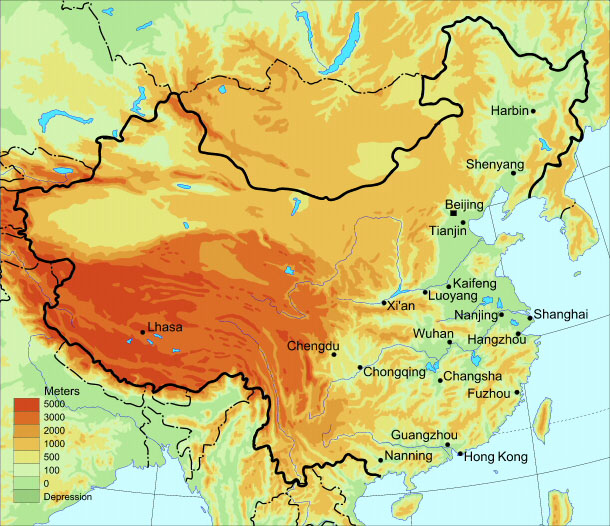 Harbin
Shenyang
Beijing
Tianjin
Kaifeng
Luoyang
Xi'an
Nanjing
Shanghai
Lhasa
Wuhan
Hangzhou
Chengdu
Chongqing
Changsha
Fuzhou
Guangzhou
Nanning
Hong Kong
Meters
5000
3000
2000
1000
500
100
0
Depression